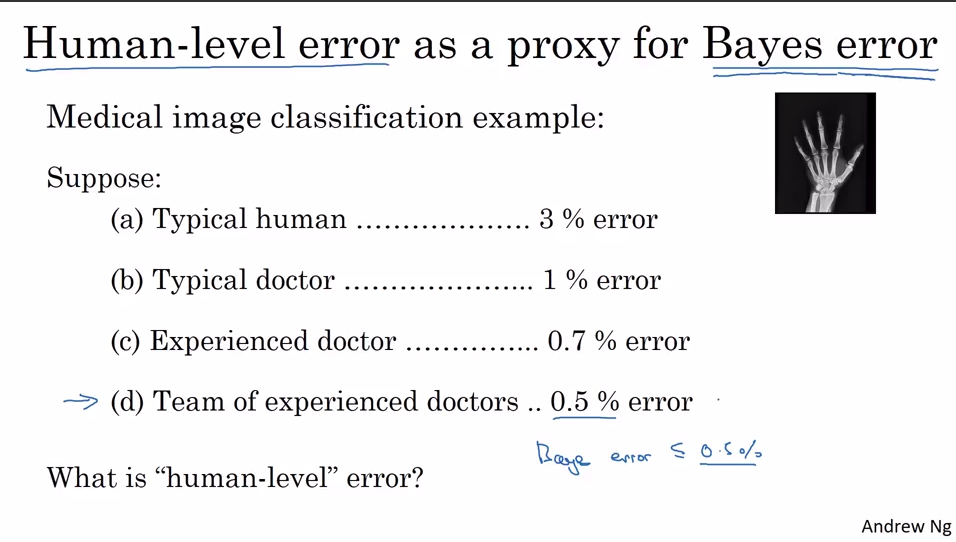 Human-level error as a proxy for Bayes error
Medical image classification example:
Suppose:
(a) Typical human ………………. 3 % error
(b) Typical doctor ………………... 1 % error
(c) Experienced doctor …………... 0.7 % error
(d) Team of experienced doctors .. 0.5 % error
Baye error ≤ 0.5%
What is “human-level” error?
Andrew Ng